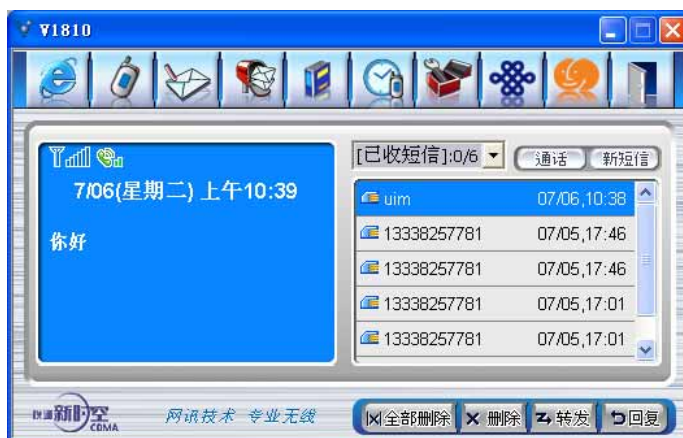 V1810
[已收短信]:0/6
通话
新短信
7/06(星期二) 上午10:39
你好
uim 07/06,10:38
13338257781 07/05,17:46
13338257781 07/05,17:46
13338257781 07/05,17:01
13338257781 07/05,17:01
联通新时空
CDMA
网讯技术 专业无线
全部删除
删除
转发
回复